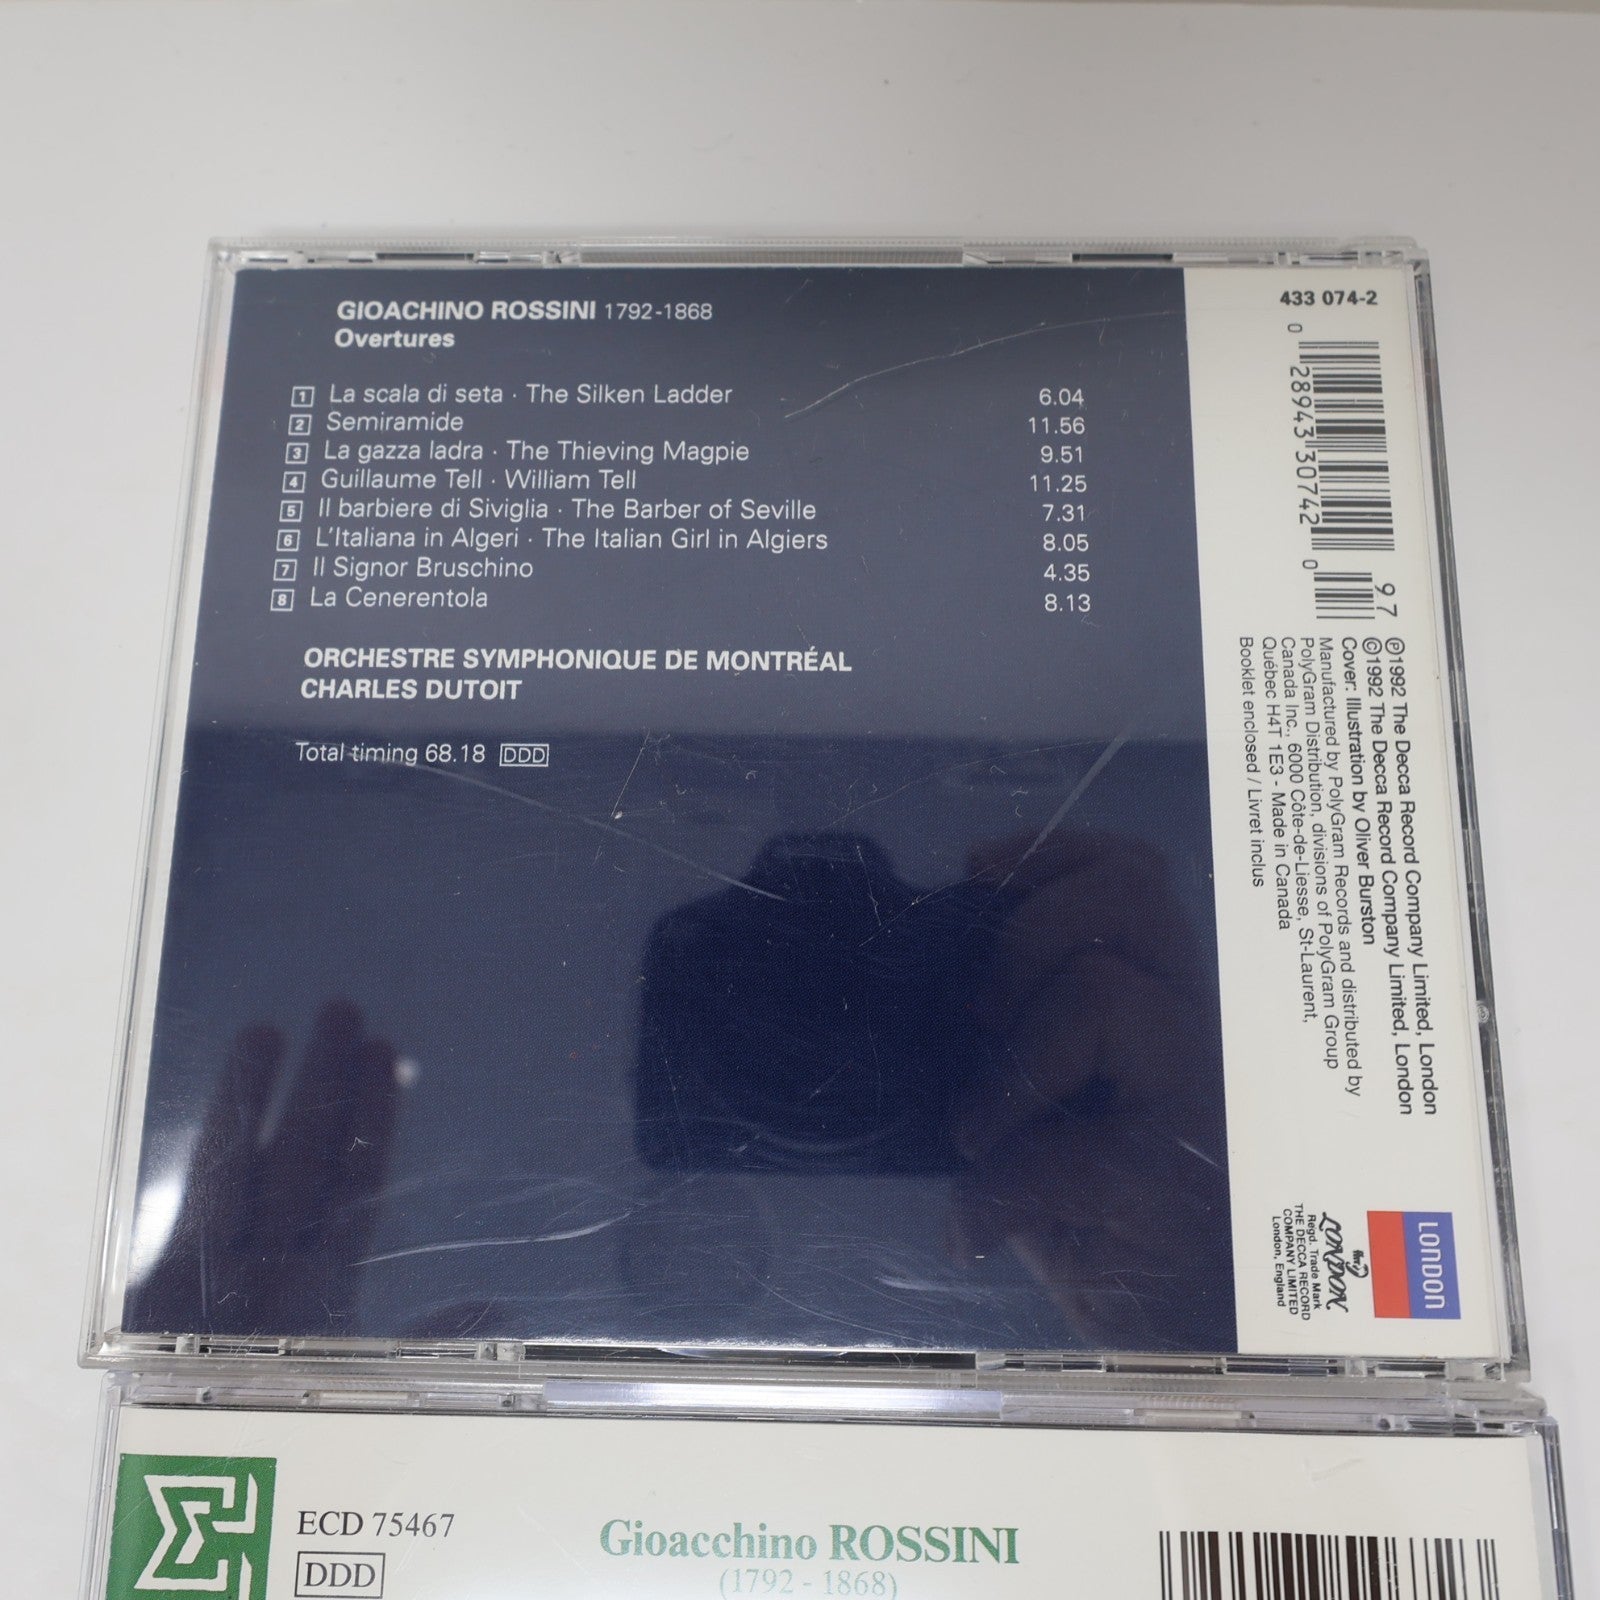 GIOACHINO ROSSINI 1792-1868
Overtures
1 La scala di seta · The Silken Ladder 6.04
2 Semiramide 11.56
3 La gazza ladra · The Thieving Magpie 9.51
4 Guillaume Tell · William Tell 11.25
5 Il barbiere di Siviglia · The Barber of Seville 7.31
6 L'Italiana in Algeri · The Italian Girl in Algiers 8.05
7 Il Signor Bruschino 4.35
8 La Cenerentola 8.13
ORCHESTRE SYMPHONIQUE DE MONTRÉAL
CHARLES DUTOIT
Total timing 68.18 DDD
433 074-2
0 28943 30742 0
9 7
℗1992 The Decca Record Company Limited, London
©1992 The Decca Record Company Limited, London
Cover: Illustration by Oliver Burston
Manufactured by PolyGram Records and distributed by
PolyGram Distribution, divisions of PolyGram Group
Canada Inc., 6000 Côte-de-Liesse, St-Laurent,
Québec H4T 1E3 - Made in Canada
Booklet enclosed / Livret inclus
LONDON
ffrr
LONDON
Regd. Trade Mark
THE DECCA RECORD
COMPANY LIMITED
London, England
ECD 75467
DDD
Gioacchino ROSSINI
(1792 - 1868)